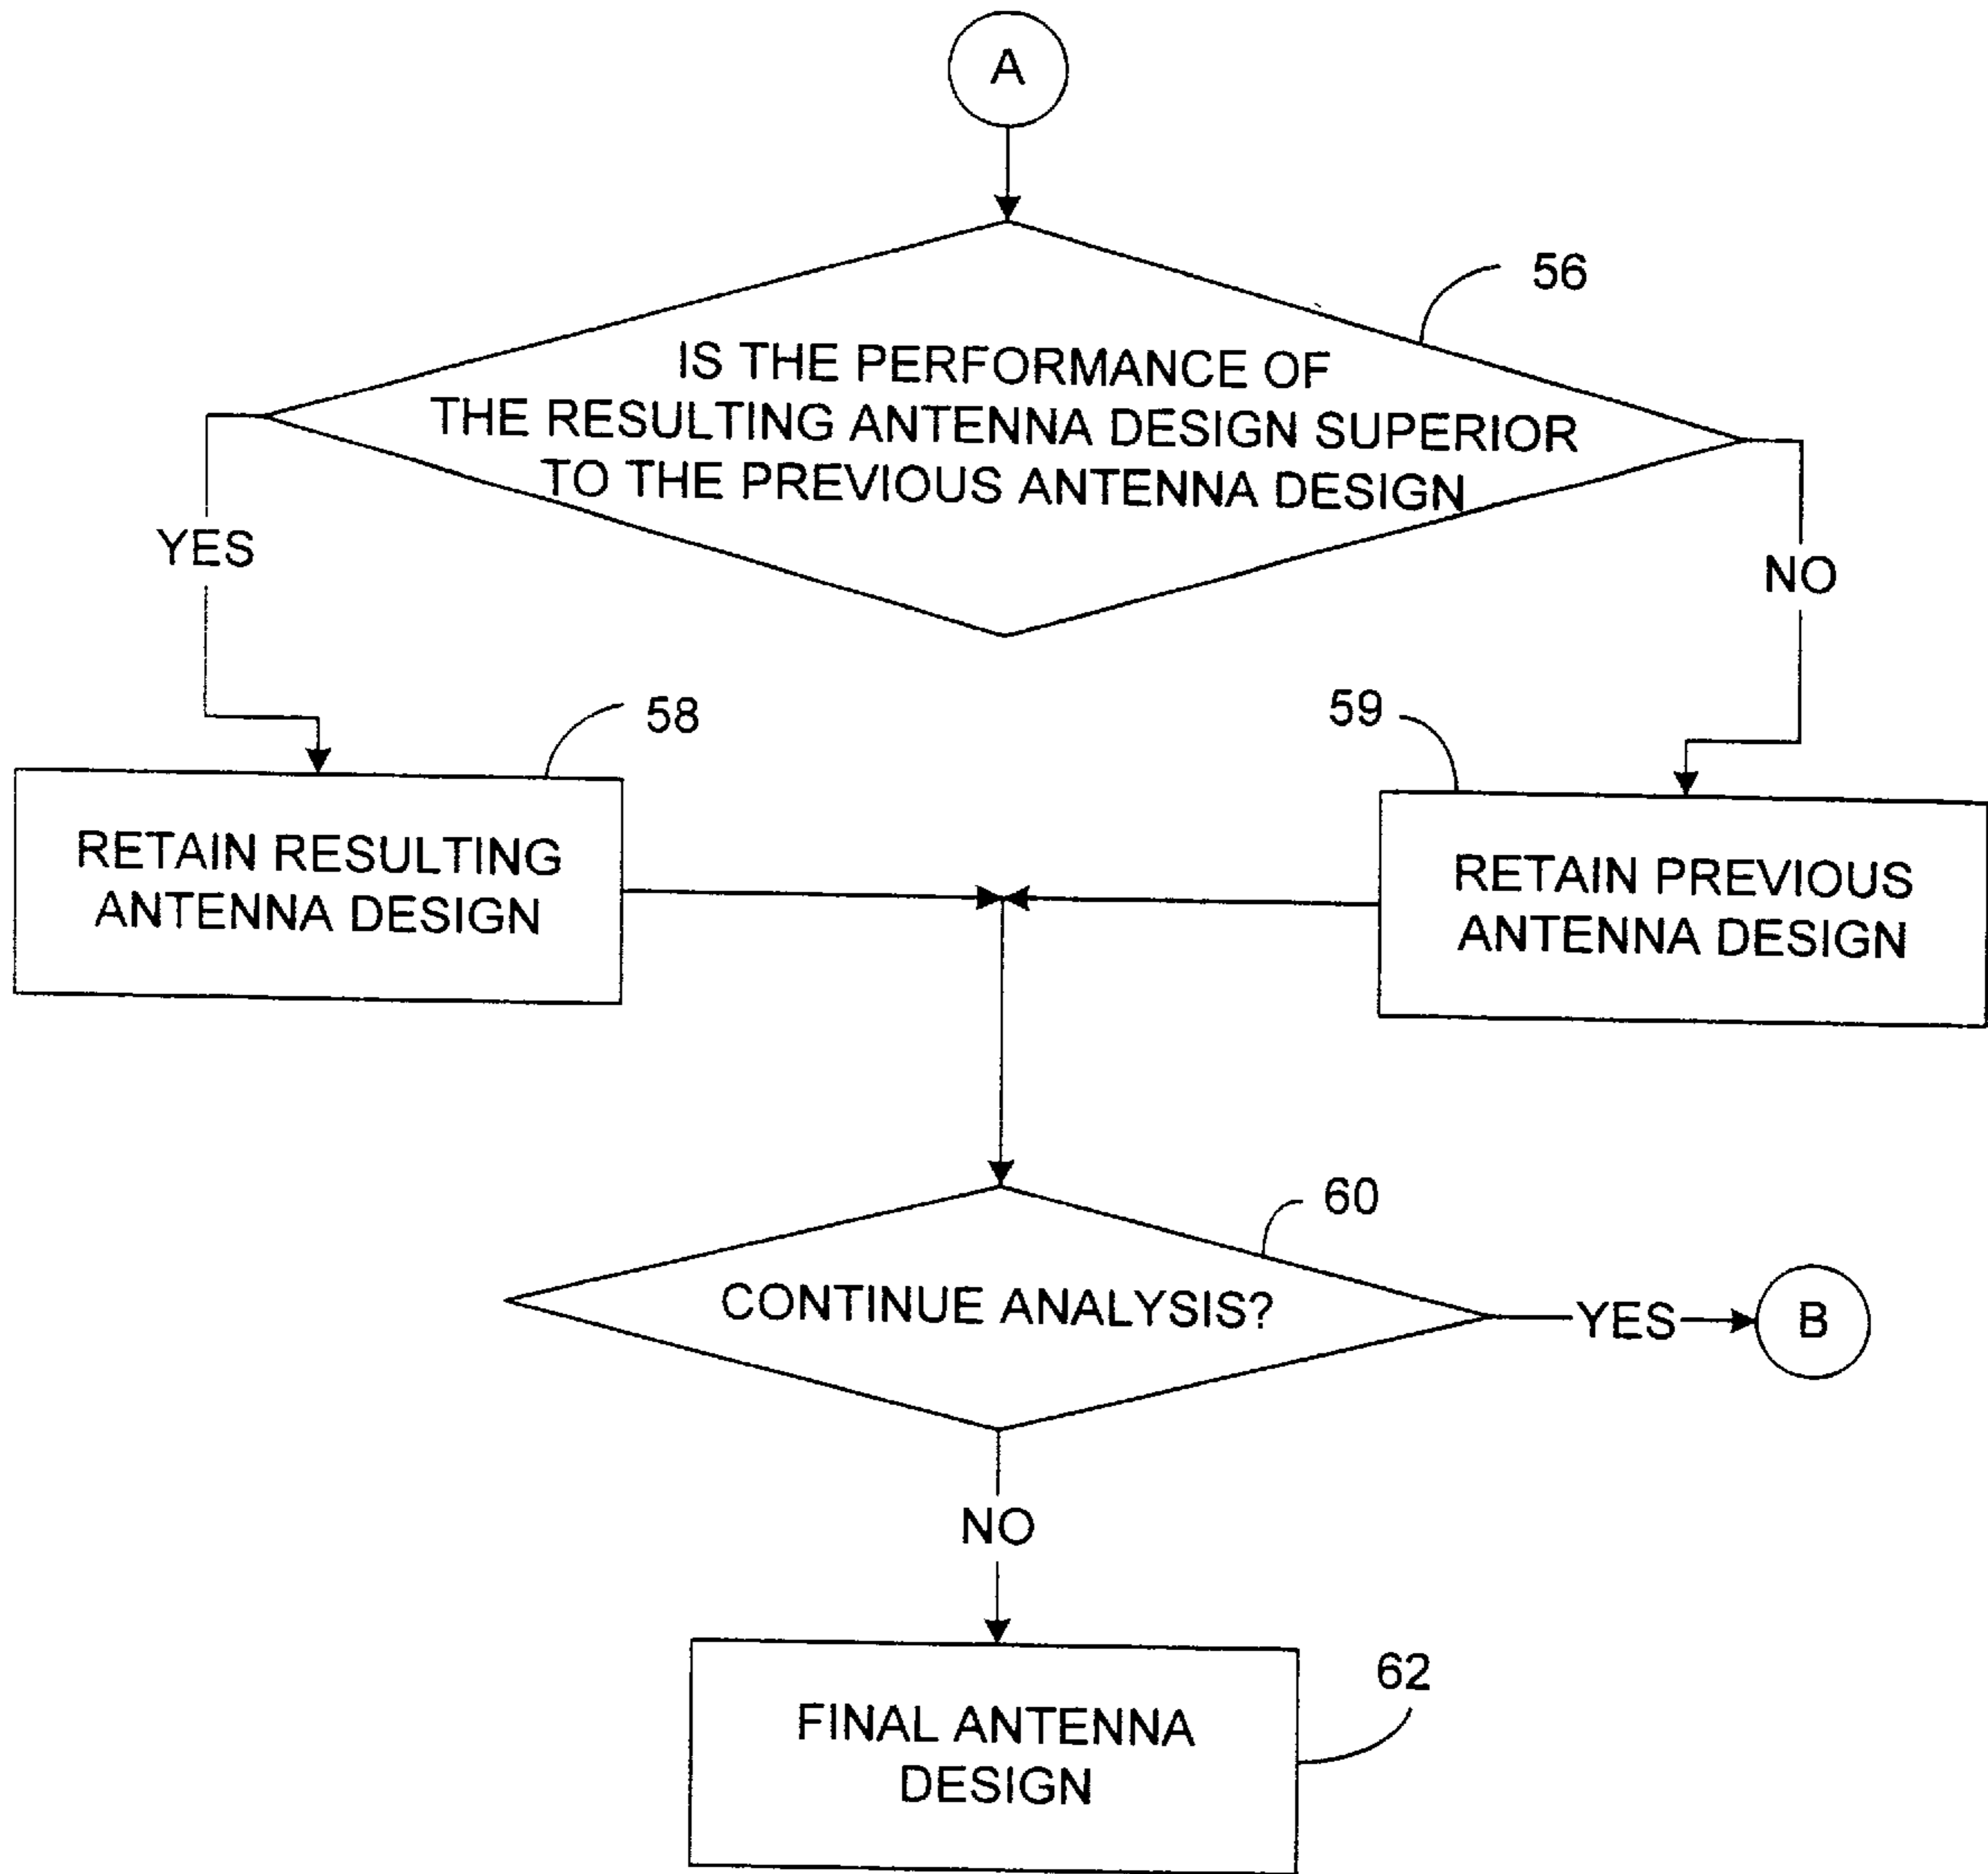 A
56
IS THE PERFORMANCE OF
THE RESULTING ANTENNA DESIGN SUPERIOR
TO THE PREVIOUS ANTENNA DESIGN
YES
NO
58
59
RETAIN RESULTING
ANTENNA DESIGN
RETAIN PREVIOUS
ANTENNA DESIGN
60
CONTINUE ANALYSIS?
YES
B
NO
62
FINAL ANTENNA
DESIGN